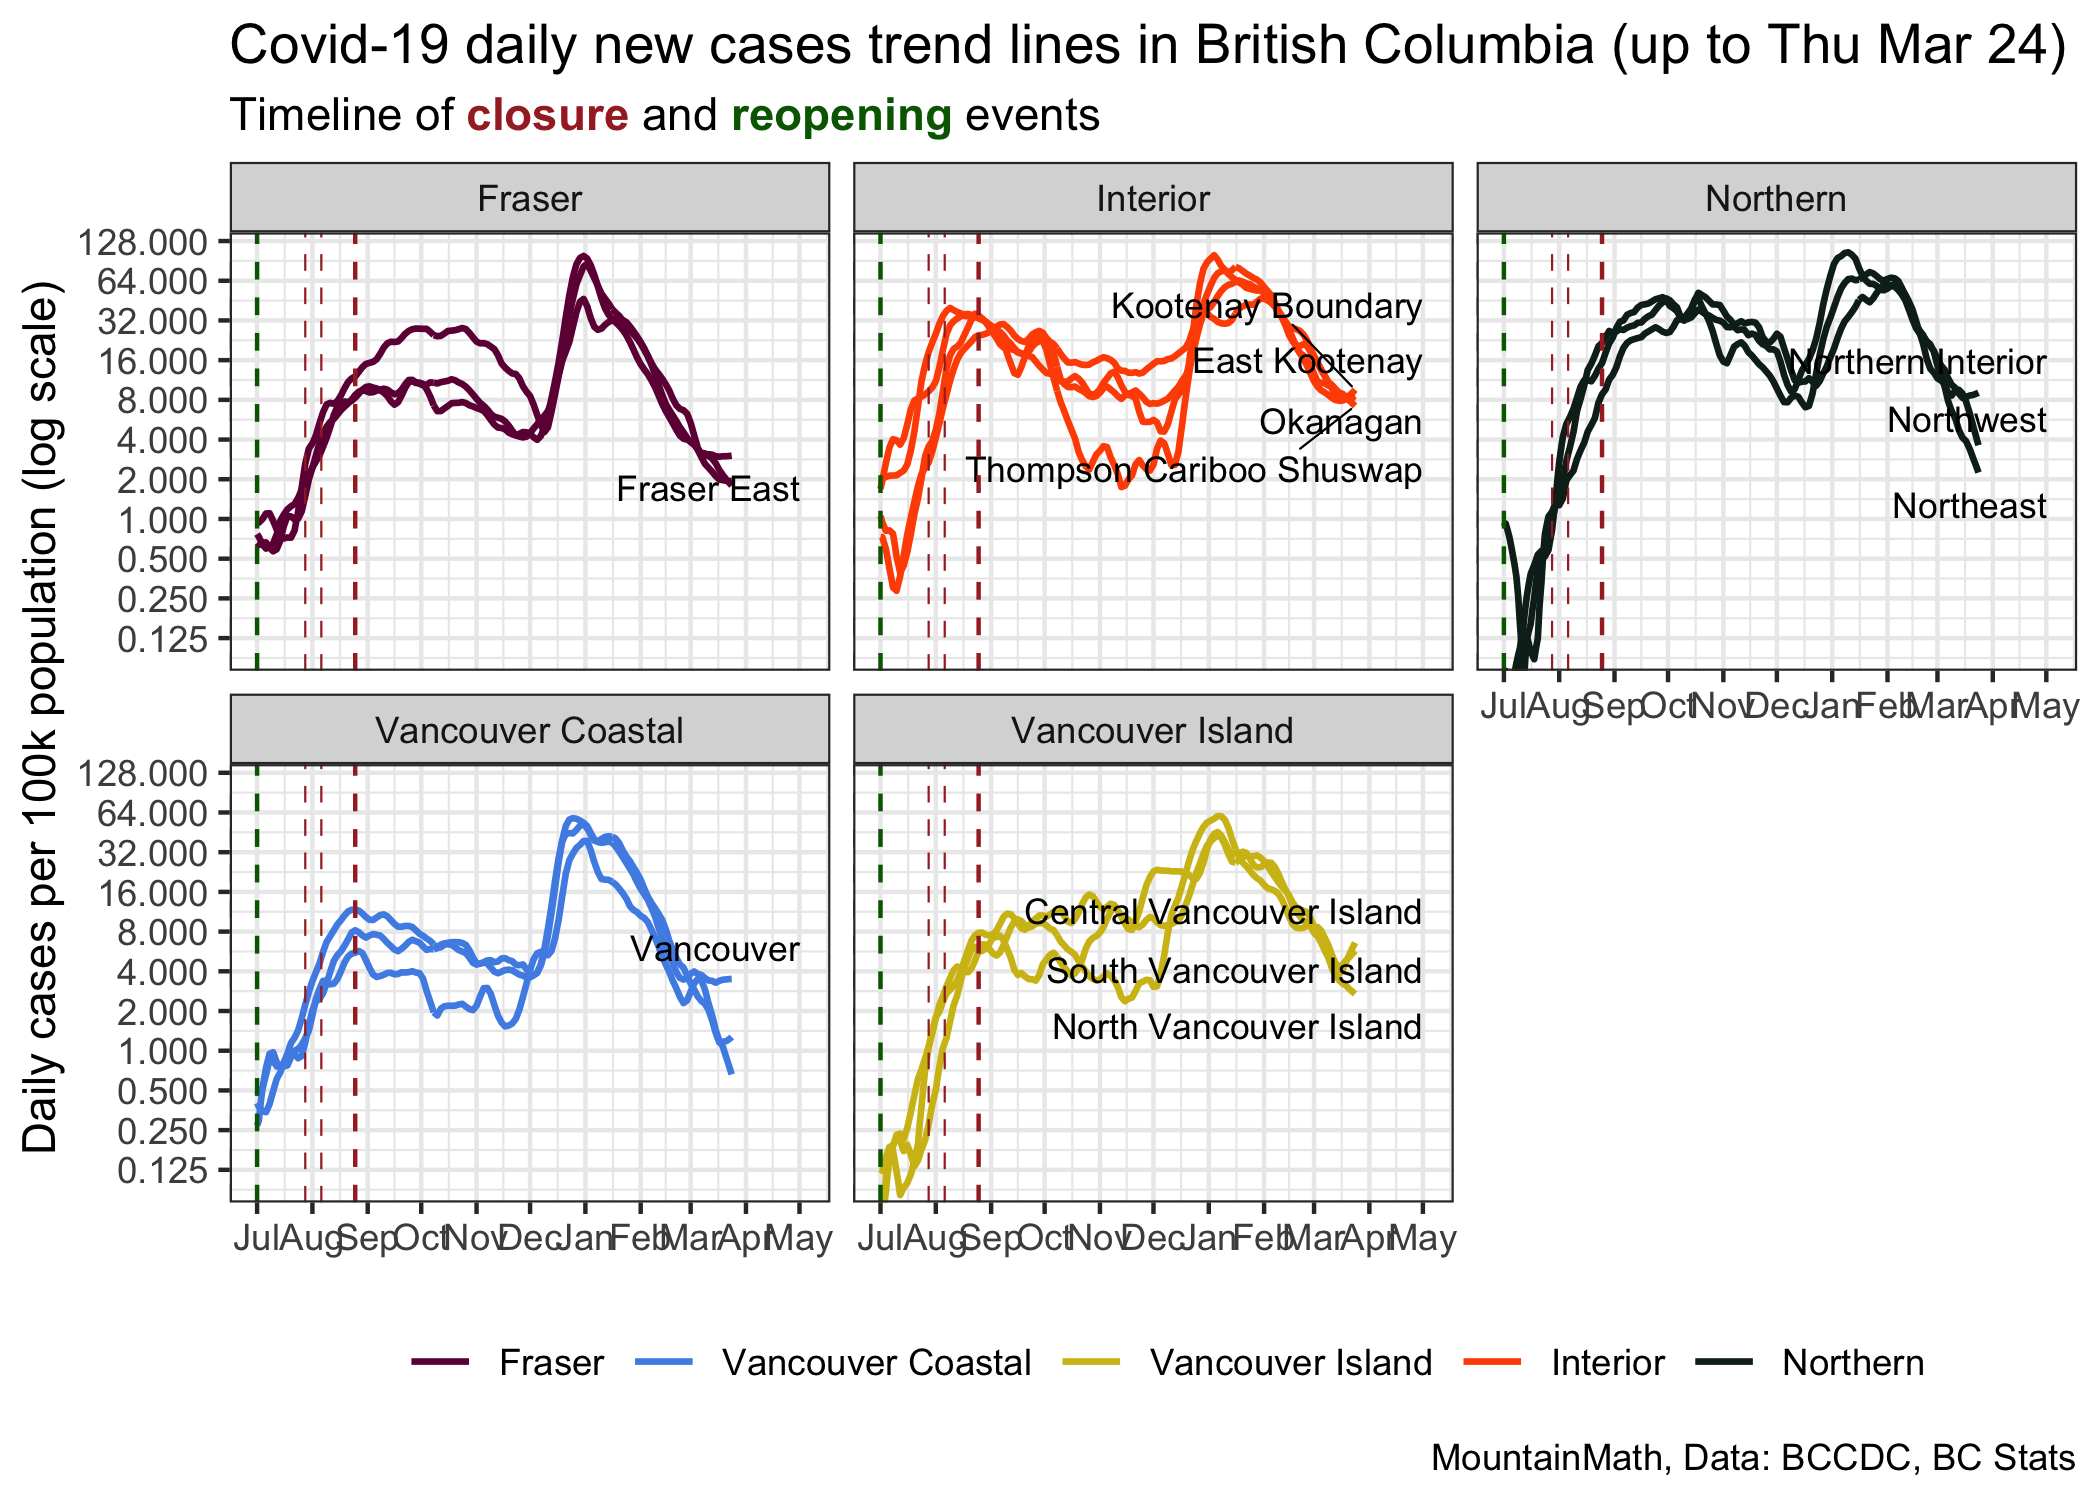 Covid-19 daily new cases trend lines in British Columbia (up to Thu Mar 24)
Timeline of closure and reopening events
Daily cases per 100k population (log scale)
Fraser
128.000
64.000
32.000
16.000
8.000
4.000
2.000
1.000
0.500
0.250
0.125
Fraser East
Interior
Kootenay Boundary
East Kootenay
Okanagan
Thompson Cariboo Shuswap
Northern
Northern Interior
Northwest
Northeast
Jul Aug Sep Oct Nov Dec Jan Feb Mar Apr May
Vancouver Coastal
128.000
64.000
32.000
16.000
8.000
4.000
2.000
1.000
0.500
0.250
0.125
Vancouver
Jul Aug Sep Oct Nov Dec Jan Feb Mar Apr May
Vancouver Island
Central Vancouver Island
South Vancouver Island
North Vancouver Island
Jul Aug Sep Oct Nov Dec Jan Feb Mar Apr May
Fraser Vancouver Coastal Vancouver Island Interior Northern
MountainMath, Data: BCCDC, BC Stats